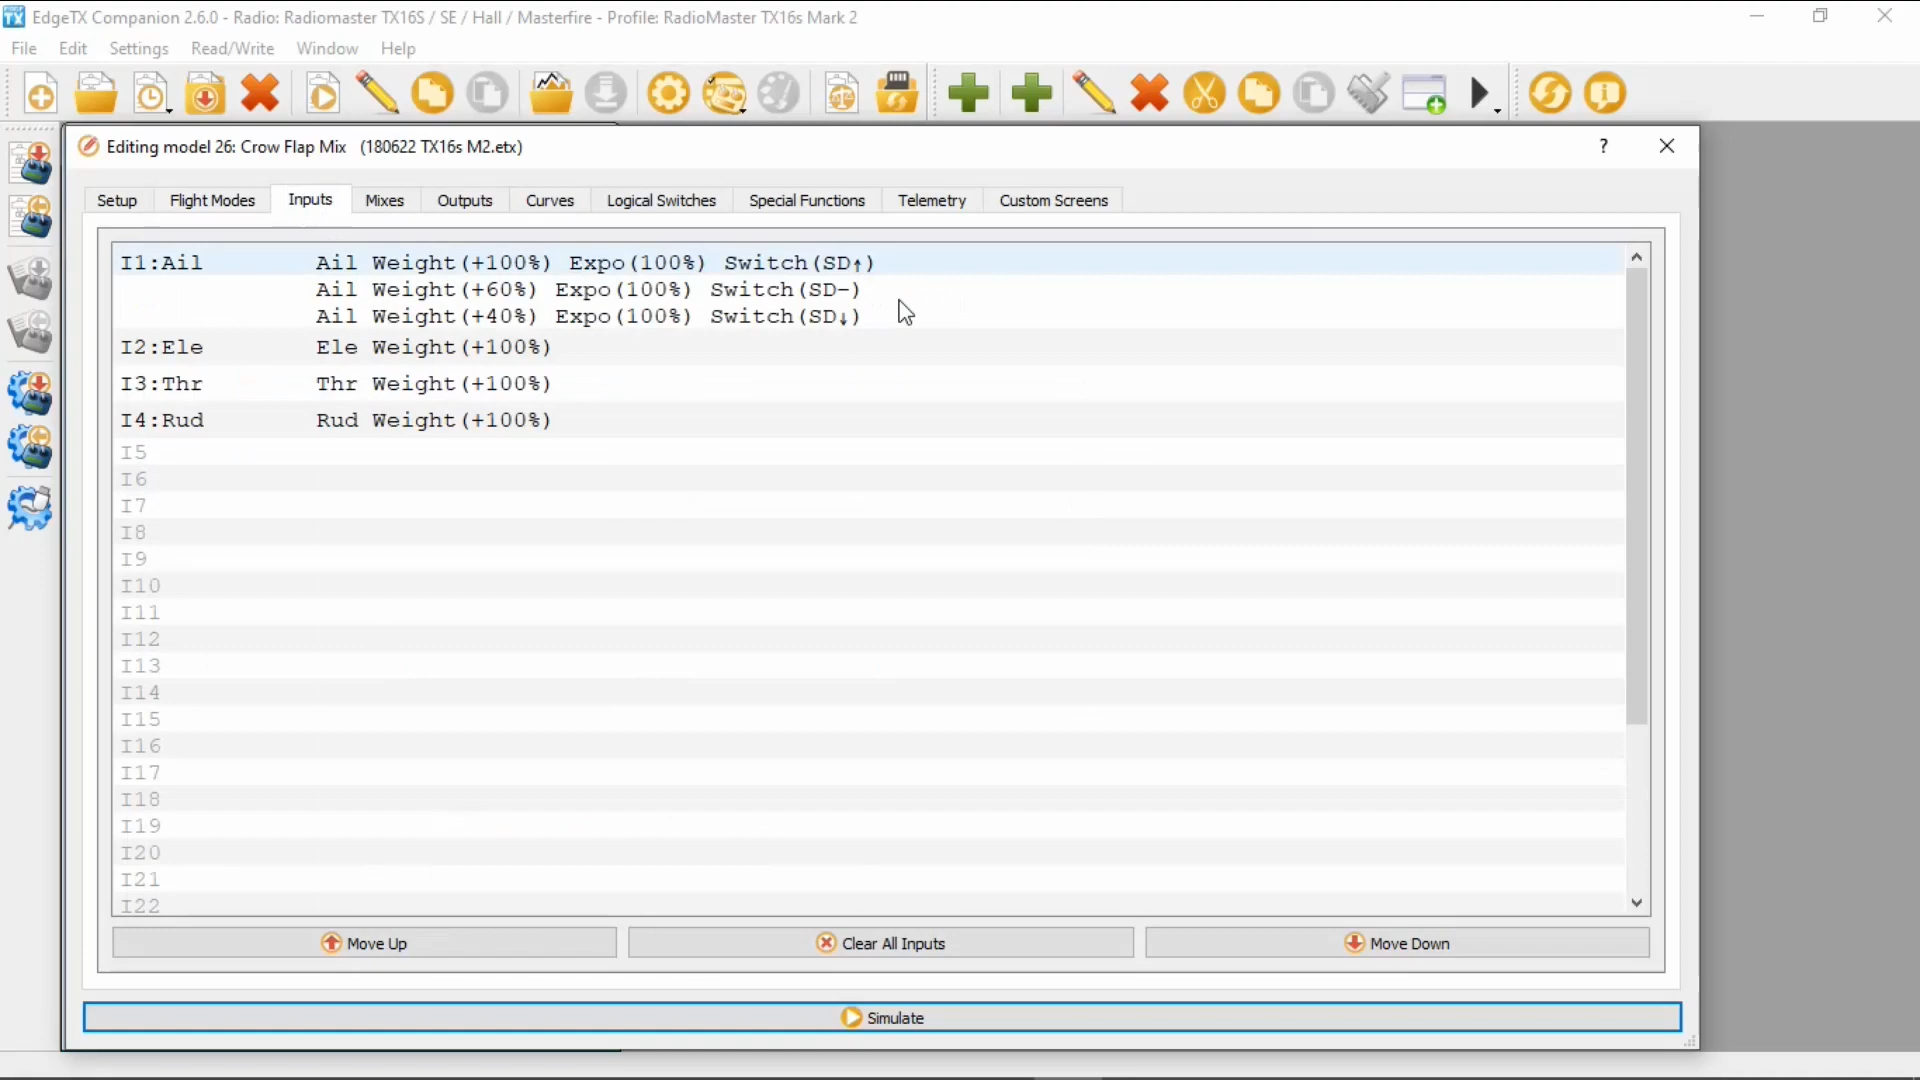 EdgeTX Companion 2.6.0 - Radio: Radiomaster TX16S / SE / Hall / Masterfire - Profile: RadioMaster TX16s Mark 2
File Edit Settings Read/Write Window Help
Editing model 26: Crow Flap Mix (180622 TX16s M2.etx)
?
Setup Flight Modes Inputs Mixes Outputs Curves Logical Switches Special Functions Telemetry Custom Screens
I1:Ail Ail Weight(+100%) Expo(100%) Switch(SD↑)
Ail Weight(+60%) Expo(100%) Switch(SD-)
Ail Weight(+40%) Expo(100%) Switch(SD↓)
I2:Ele Ele Weight(+100%)
I3:Thr Thr Weight(+100%)
I4:Rud Rud Weight(+100%)
I5
I6
I7
I8
I9
I10
I11
I12
I13
I14
I15
I16
I17
I18
I19
I20
I21
I22
Move Up Clear All Inputs Move Down
Simulate